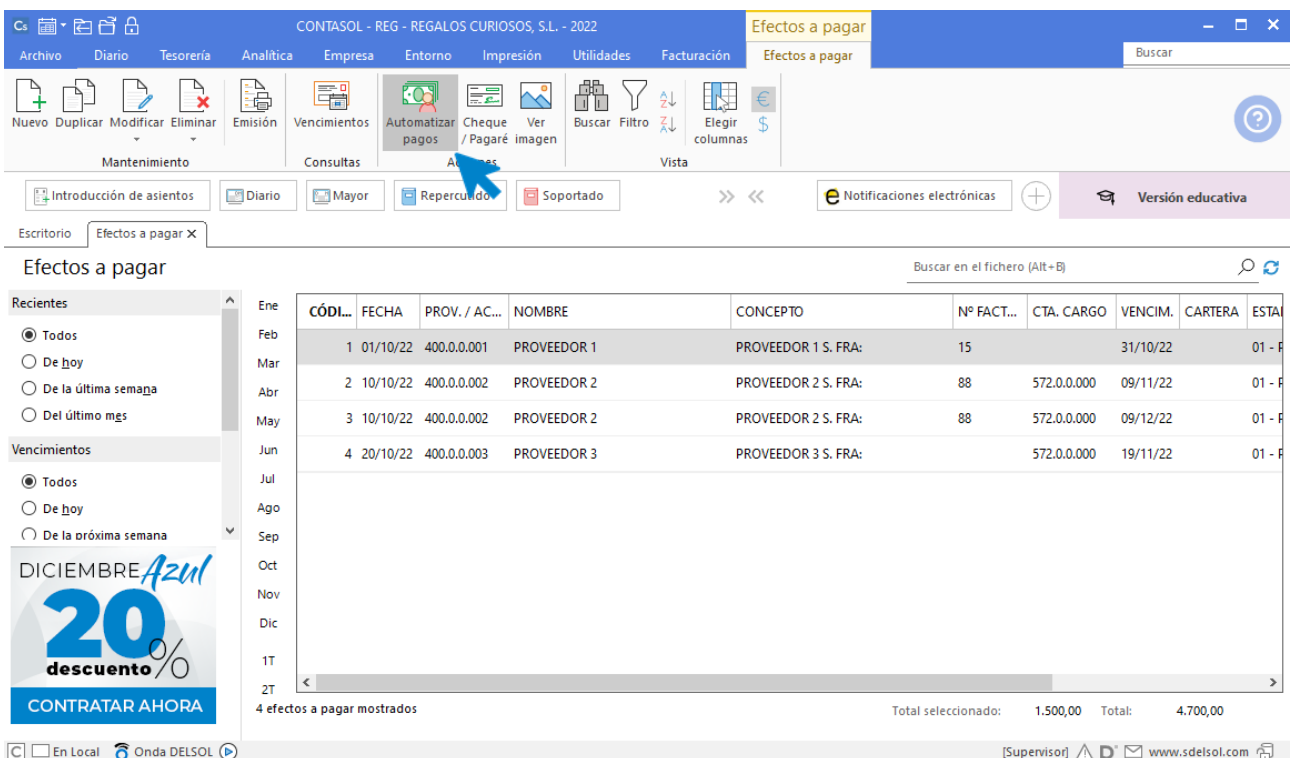 Cs CONTASOL - REG - REGALOS CURIOSOS, S.L. - 2022 Efectos a pagar
Archivo Diario Tesorería Analítica Empresa Entorno Impresión Utilidades Facturación Efectos a pagar Buscar
Nuevo Duplicar Modificar Eliminar Emisión Vencimientos Automatizar pagos Cheque / Pagaré Ver imagen Buscar Filtro Elegir columnas € $ ?
Mantenimiento Consultas Vista
Introducción de asientos Diario Mayor Repercutido Soportado e Notificaciones electrónicas Versión educativa
Escritorio Efectos a pagar X
Efectos a pagar Buscar en el fichero (Alt+B)
Recientes
Todos
De hoy
De la última semana
Del último mes
Vencimientos
Todos
De hoy
De la próxima semana
DICIEMBRE Azul
20%
descuento
CONTRATAR AHORA
Ene
Feb
Mar
Abr
May
Jun
Jul
Ago
Sep
Oct
Nov
Dic
1T
2T
CÓDI... FECHA PROV. / AC... NOMBRE CONCEPTO Nº FACT... CTA. CARGO VENCIM. CARTERA
1 01/10/22 400.0.0.001 PROVEEDOR 1 PROVEEDOR 1 S. FRA: 15 31/10/22 01 -
2 10/10/22 400.0.0.002 PROVEEDOR 2 PROVEEDOR 2 S. FRA: 88 572.0.0.000 09/11/22 01 -
3 10/10/22 400.0.0.002 PROVEEDOR 2 PROVEEDOR 2 S. FRA: 88 572.0.0.000 09/12/22 01 -
4 20/10/22 400.0.0.003 PROVEEDOR 3 PROVEEDOR 3 S. FRA: 572.0.0.000 19/11/22 01 -
4 efectos a pagar mostrados Total seleccionado: 1.500,00 Total: 4.700,00
C En Local Onda DELSOL [Supervisor] D www.sdelsol.com